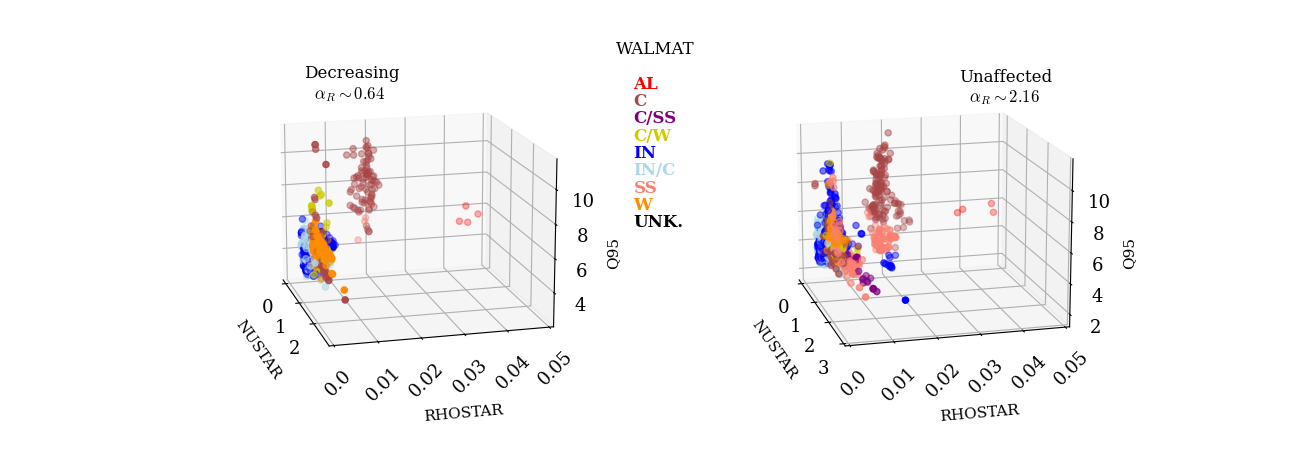 WALMAT
Decreasing
α_R ~ 0.64
Unaffected
α_R ~ 2.16
AL
C
C/SS
C/W
IN
IN/C
SS
W
UNK.
10
8
6
4
Q95
0
1
2
NUSTAR
0.0
0.01
0.02
0.03
0.04
0.05
RHOSTAR
10
8
6
4
2
Q95
0
1
2
3
NUSTAR
0.0
0.01
0.02
0.03
0.04
0.05
RHOSTAR